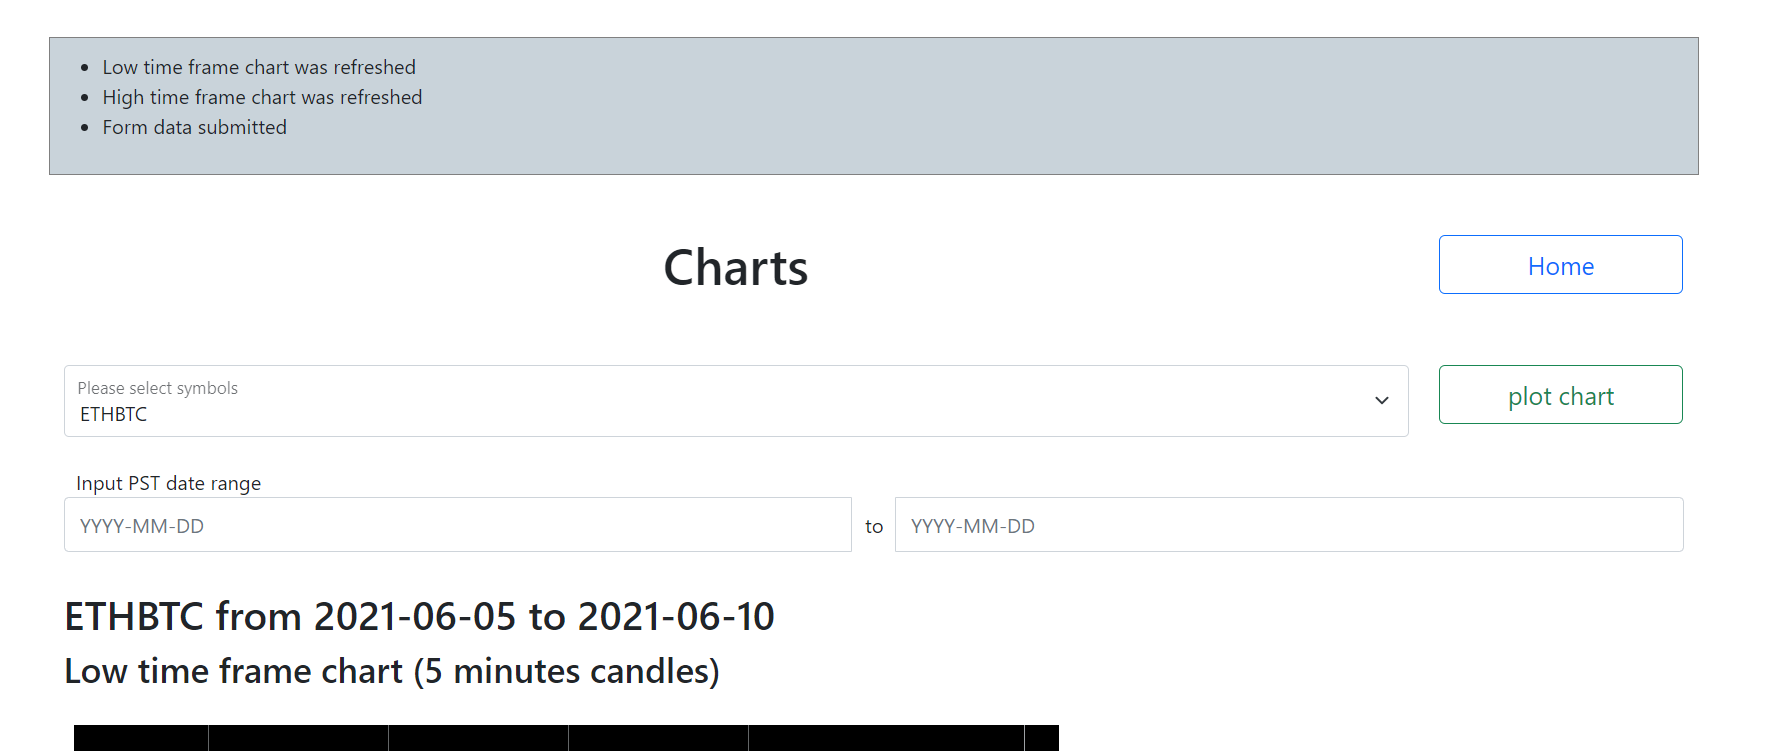 Low time frame chart was refreshed
High time frame chart was refreshed
Form data submitted
Charts
Home
Please select symbols
ETHBTC
plot chart
Input PST date range
YYYY-MM-DD to YYYY-MM-DD
ETHBTC from 2021-06-05 to 2021-06-10
Low time frame chart (5 minutes candles)